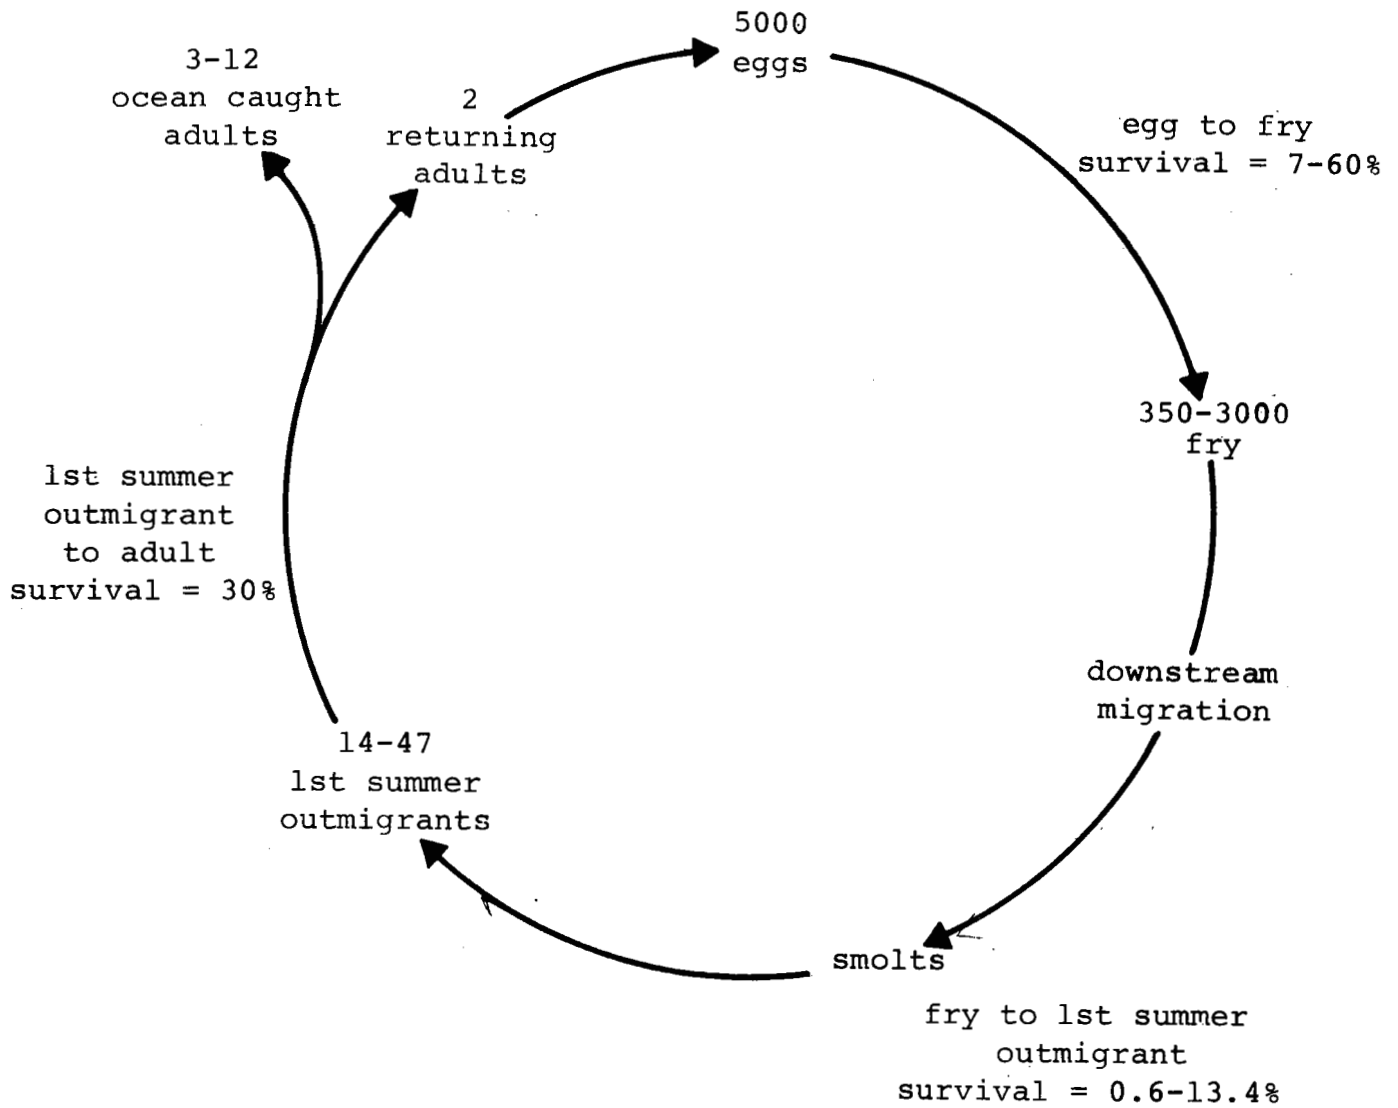 5000
eggs
3-12
ocean caught
adults
2
returning
adults
egg to fry
survival = 7-60%
350-3000
fry
1st summer
outmigrant
to adult
survival = 30%
downstream
migration
14-47
1st summer
outmigrants
smolts
fry to 1st summer
outmigrant
survival = 0.6-13.4%